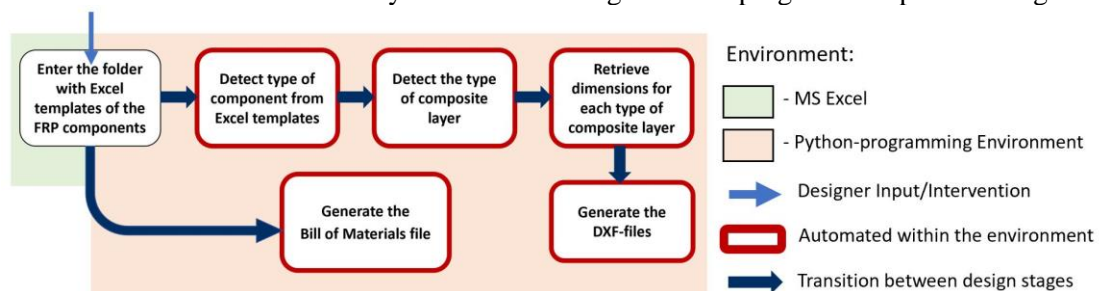 Enter the folder
with Excel
templates of the
FRP components
Detect type of
component from
Excel templates
Detect the type
of composite
layer
Retrieve
dimensions for
each type of
composite layer
Generate the
Bill of Materials file
Generate the
DXF-files
Environment:
- MS Excel
- Python-programming Environment
Designer Input/Intervention
Automated within the environment
Transition between design stages